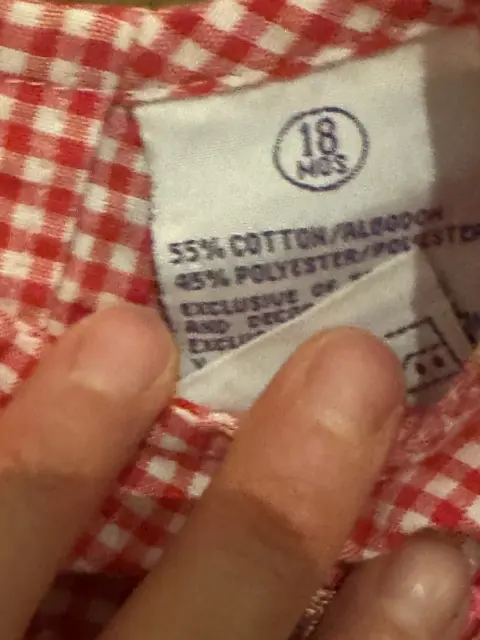 18
MOS
55% COTTON/ALGODON
45% POLYESTER/POLYESTER
EXCLUSIVE OF
AND